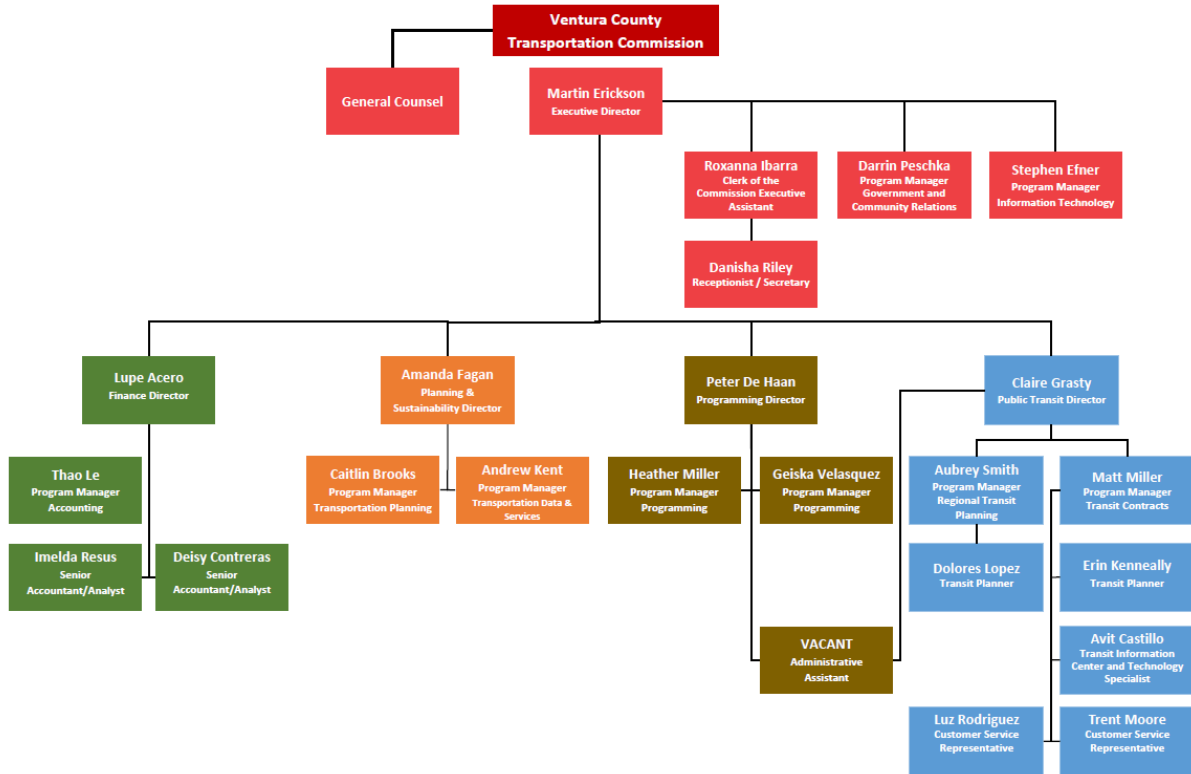 Ventura County
Transportation Commission
General Counsel
Martin Erickson
Executive Director
Roxanna Ibarra
Clerk of the
Commission Executive
Assistant
Darrin Peschka
Program Manager
Government and
Community Relations
Stephen Efner
Program Manager
Information Technology
Danisha Riley
Receptionist / Secretary
Lupe Acero
Finance Director
Amanda Fagan
Planning &
Sustainability Director
Peter De Haan
Programming Director
Claire Grasty
Public Transit Director
Thao Le
Program Manager
Accounting
Caitlin Brooks
Program Manager
Transportation Planning
Andrew Kent
Program Manager
Transportation Data &
Services
Heather Miller
Program Manager
Programming
Geiska Velasquez
Program Manager
Programming
Aubrey Smith
Program Manager
Regional Transit
Planning
Matt Miller
Program Manager
Transit Contracts
Imelda Resus
Senior
Accountant/Analyst
Deisy Contreras
Senior
Accountant/Analyst
Dolores Lopez
Transit Planner
Erin Kenneally
Transit Planner
VACANT
Administrative
Assistant
Avit Castillo
Transit Information
Center and Technology
Specialist
Luz Rodriguez
Customer Service
Representative
Trent Moore
Customer Service
Representative